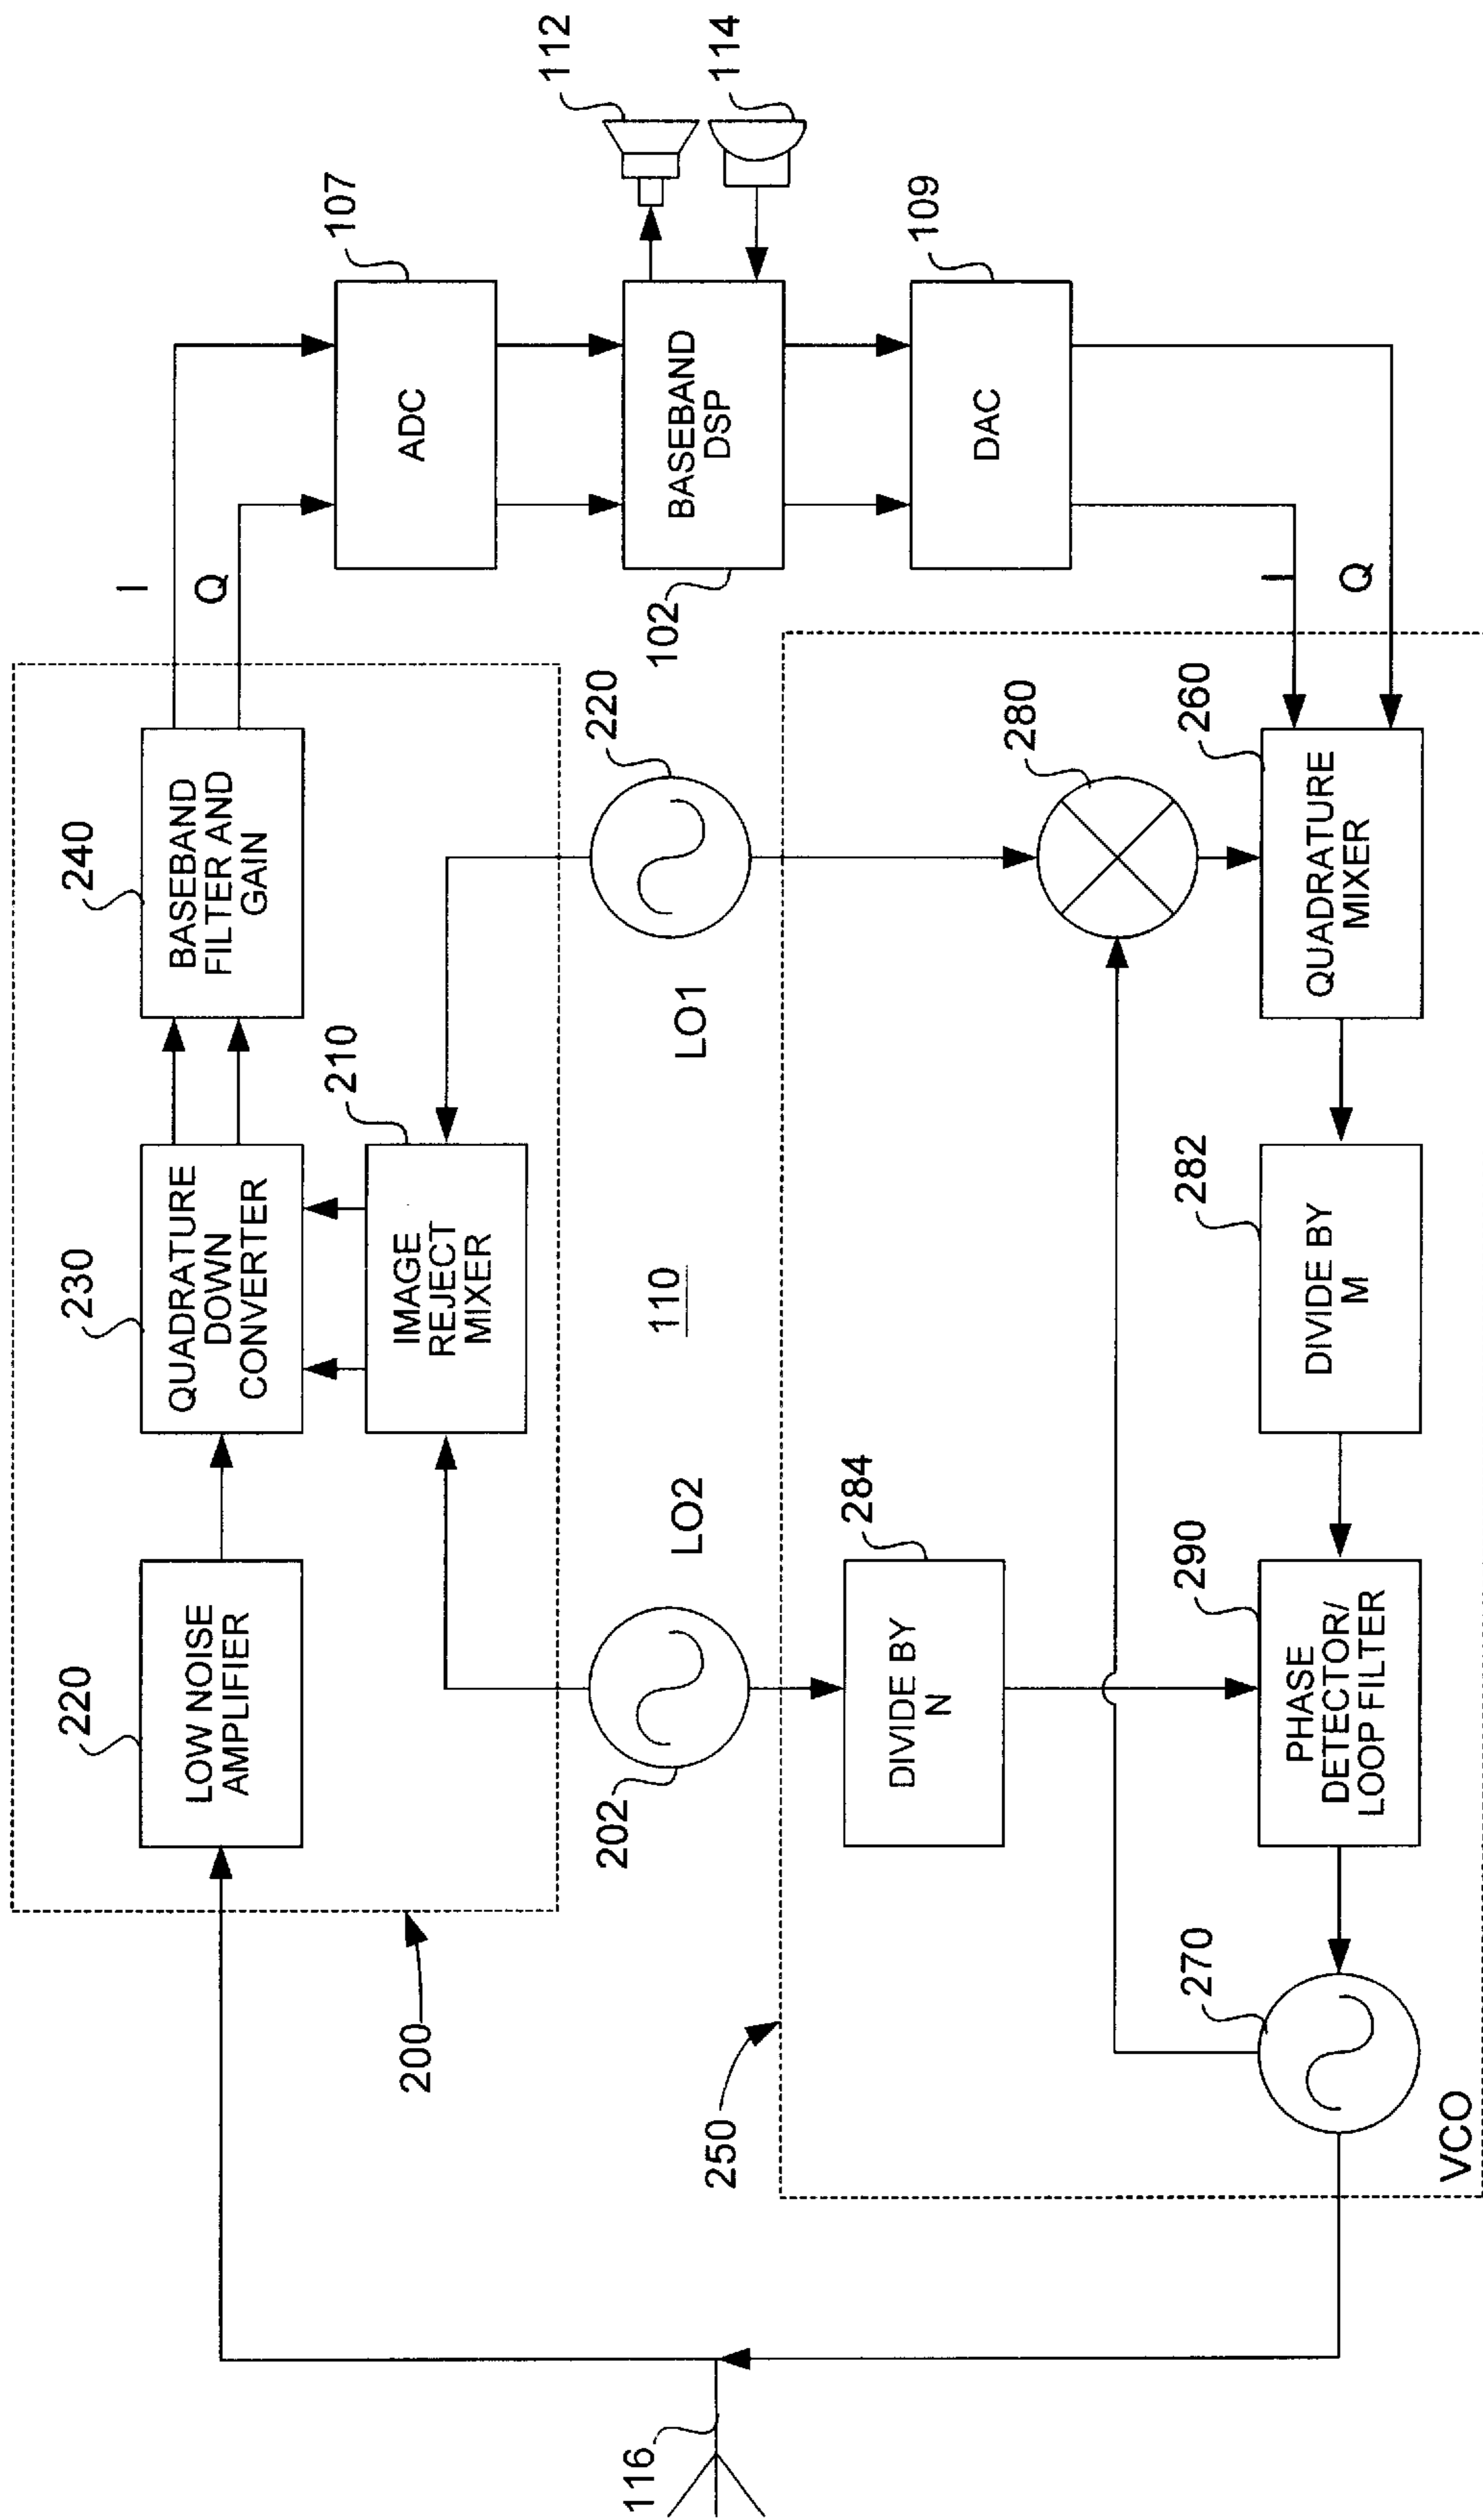 240
BASEBAND
FILTER AND
GAIN
I
Q
107
ADC
112
114
BASEBAND
DSP
102
109
DAC
I
Q
230
QUADRATURE
DOWN
CONVERTER
210
IMAGE
REJECT
MIXER
220
LOW NOISE
AMPLIFIER
200
220
LO1
110
LO2
202
280
260
QUADRATURE
MIXER
282
DIVIDE BY
M
284
DIVIDE BY
N
290
PHASE
DETECTOR/
LOOP FILTER
270
VCO
250
116